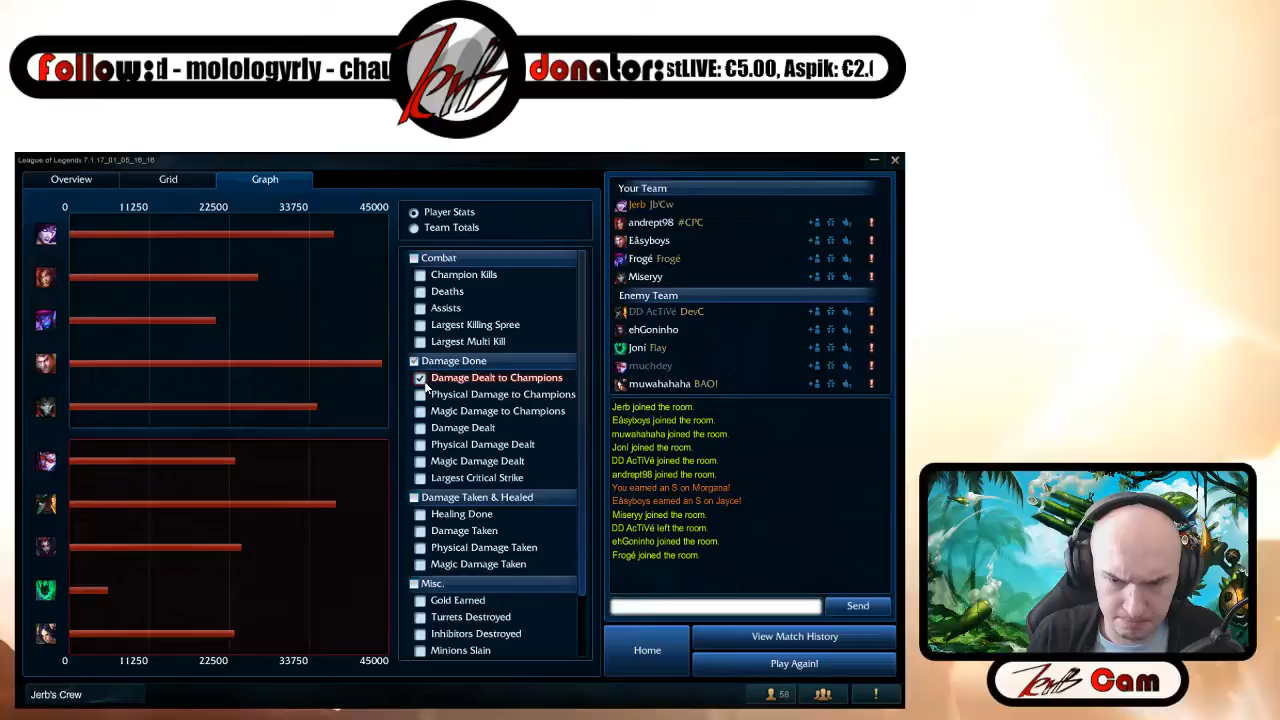 Follow: d - molologyrly - chau
Jerb
donator: stLIVE: €5.00, Aspik: €2.0
League of Legends 7.1.17_01_05_16_16
Overview Grid Graph
0 11250 22500 33750 45000
Player Stats
Team Totals
Combat
Champion Kills
Deaths
Assists
Largest Killing Spree
Largest Multi Kill
Damage Done
Damage Dealt to Champions
Physical Damage to Champions
Magic Damage to Champions
Damage Dealt
Physical Damage Dealt
Magic Damage Dealt
Largest Critical Strike
Damage Taken & Healed
Healing Done
Damage Taken
Physical Damage Taken
Magic Damage Taken
Misc.
Gold Earned
Turrets Destroyed
Inhibitors Destroyed
Minions Slain
0 11250 22500 33750 45000
Your Team
Jerb Jb'Cw
andrept98 #CPC
Eâsyboys
Frogé Frogé
Miseryy
Enemy Team
DD AcTiVé DevC
ehGoninho
Joní Flay
muchdey
muwahahaha BAO!
Jerb joined the room.
Eâsyboys joined the room.
muwahahaha joined the room.
Joní joined the room.
DD AcTiVé joined the room.
andrept98 joined the room.
You earned an S on Morgana!
Eâsyboys earned an S on Jayce!
Miseryy joined the room.
DD AcTiVé left the room.
ehGoninho joined the room.
Frogé joined the room.
Send
Home
View Match History
Play Again!
Jerb's Crew
58
Jerb Cam